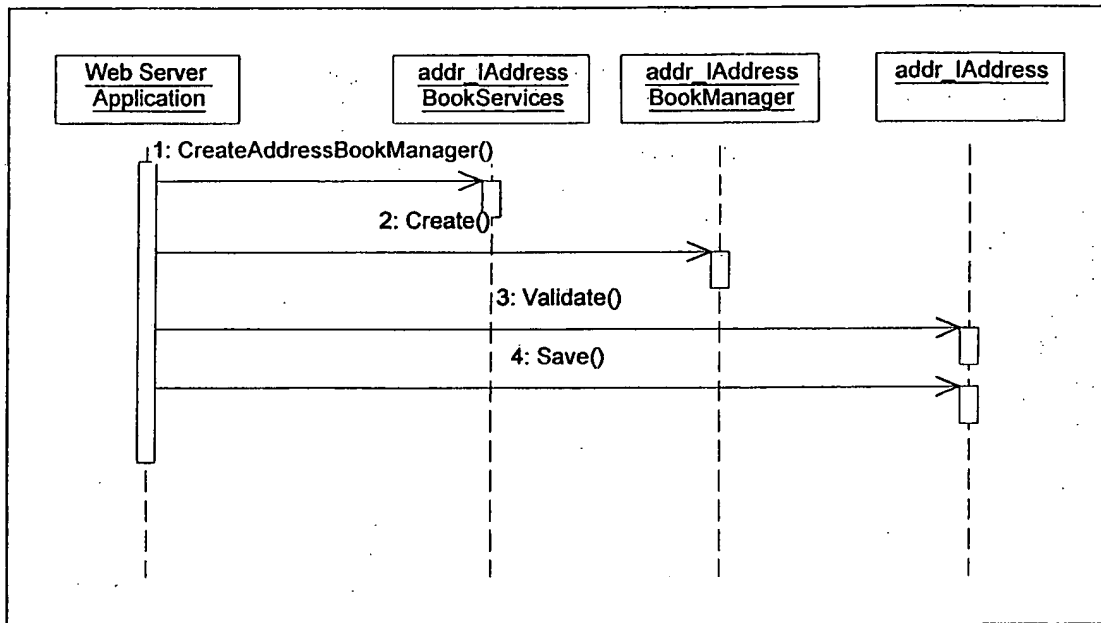 Web Server
Application
addr_IAddress
BookServices
addr_IAddress
BookManager
addr_IAddress
1: CreateAddressBookManager()
2: Create()
3: Validate()
4: Save()